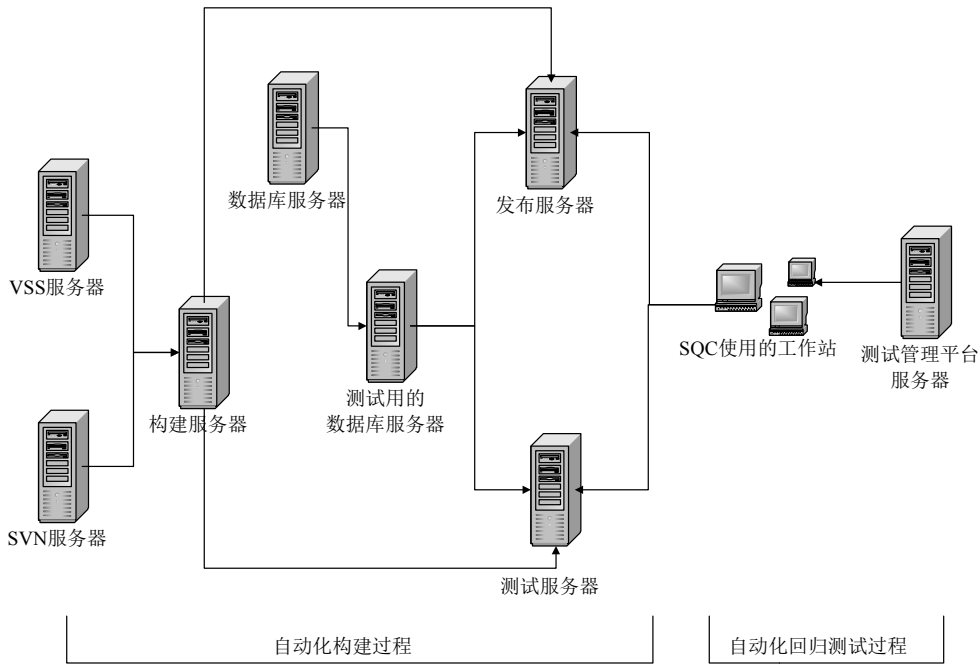 数据库服务器
发布服务器
VSS服务器
SQC使用的工作站
测试管理平台
服务器
测试用的
数据库服务器
构建服务器
SVN服务器
测试服务器
自动化构建过程
自动化回归测试过程